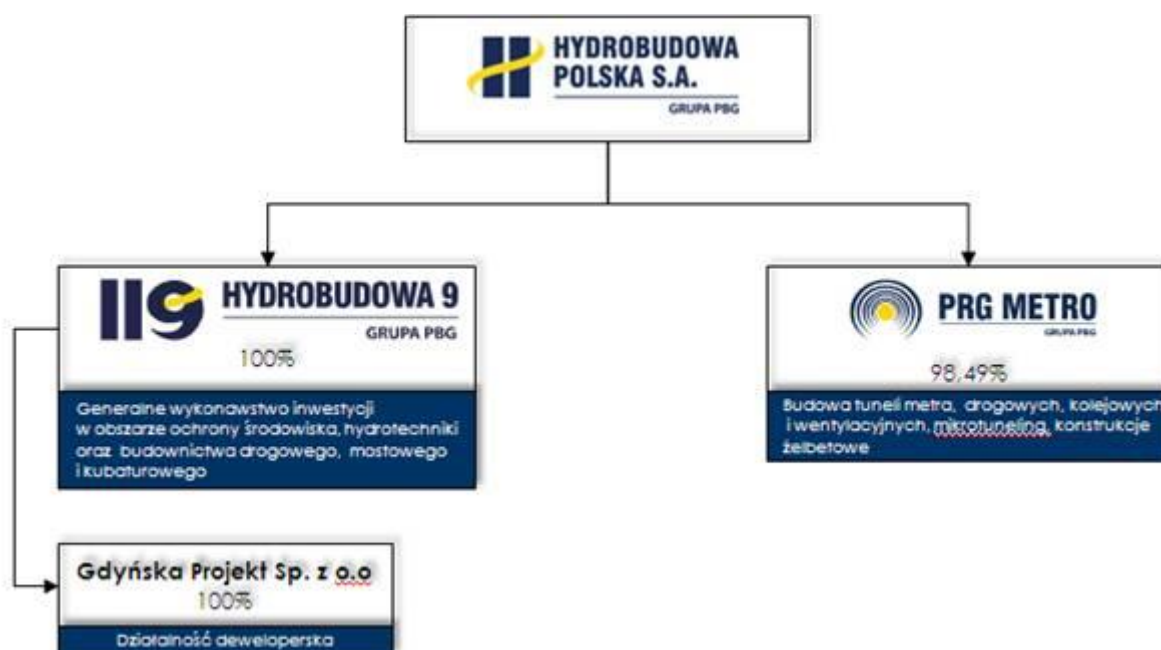 HYDROBUDOWA
POLSKA S.A.
GRUPA PBG
HYDROBUDOWA 9
GRUPA PBG
100%
Generalne wykonawstwo inwestycji
w obszarze ochrony środowiska, hydrotechniki
oraz budownictwa drogowego, mostowego
i kubaturowego
PRG METRO
GRUPA PBG
98,49%
Budowa tuneli metra, drogowych, kolejowych
i wentylacyjnych, mikrotuneling, konstrukcje
żelbetowe
Gdyńska Projekt Sp. z o.o
100%
Działalność deweloperska